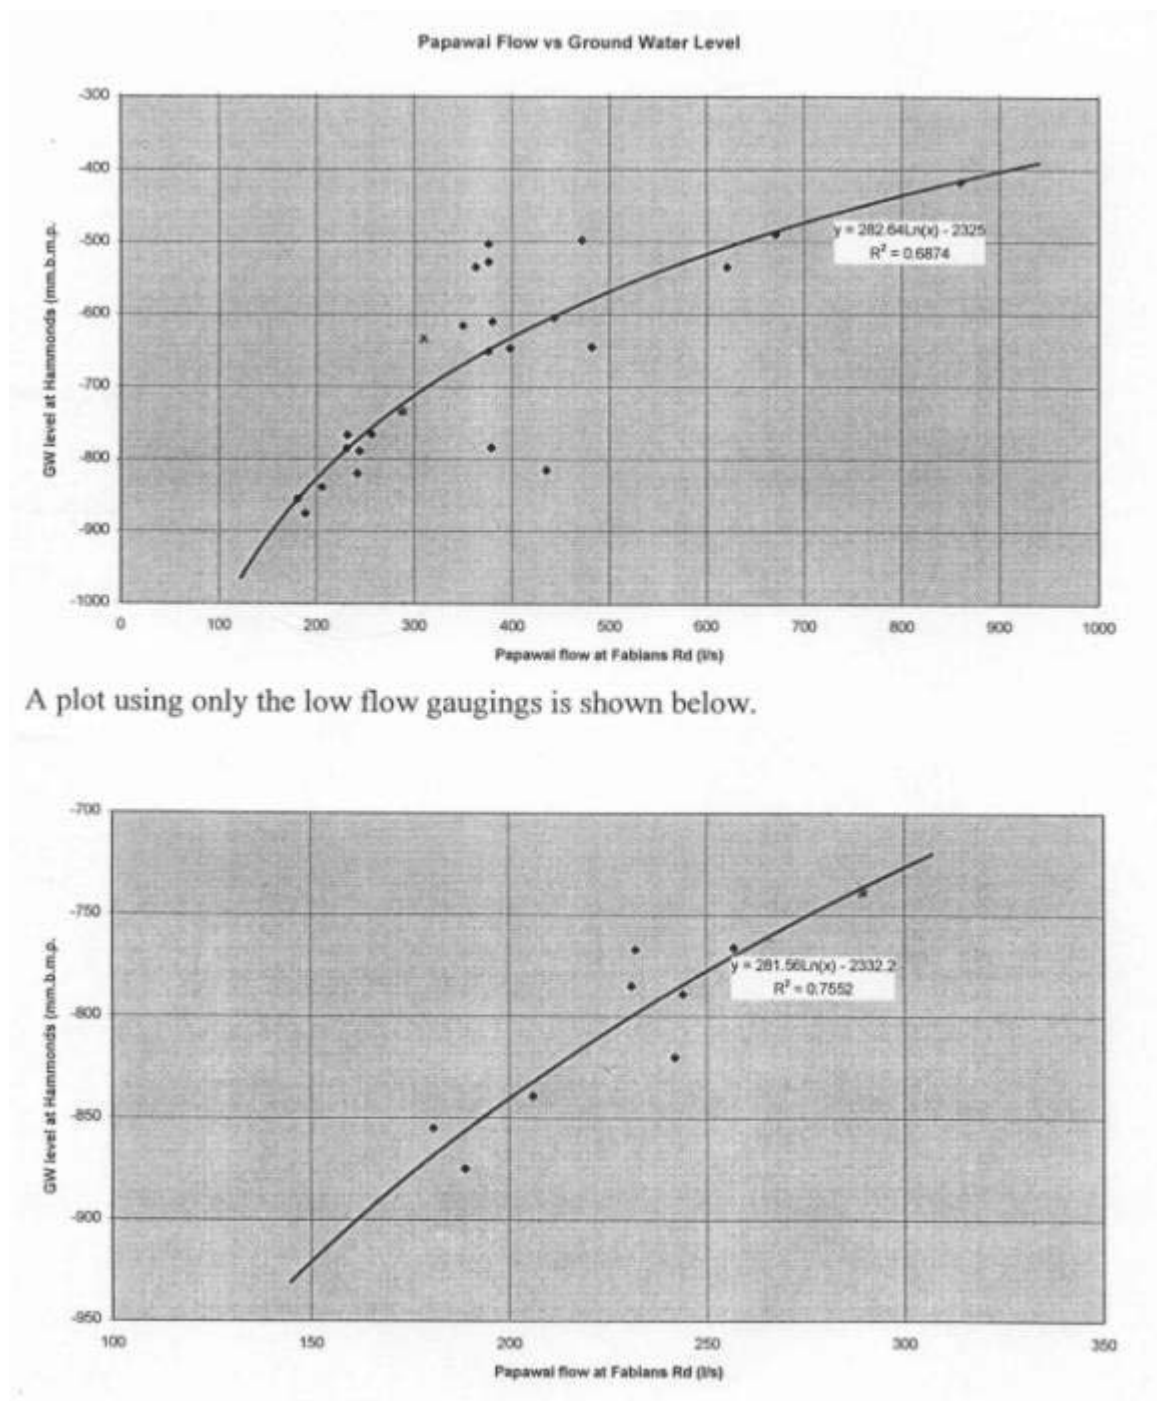 Papawai Flow vs Ground Water Level
-300
-400
-500
-600
-700
-800
-900
-1000
GW level at Hammonds (mm.b.m.p.
y = 282.64Ln(x) - 2325
R² = 0.6874
0 100 200 300 400 500 600 700 800 900 1000
Papawai flow at Fabians Rd (l/s)
A plot using only the low flow gaugings is shown below.
-700
-750
-800
-850
-900
-950
GW level at Hammonds (mm.b.m.p.
y = 281.56Ln(x) - 2332.2
R² = 0.7552
100 150 200 250 300 350
Papawai flow at Fabians Rd (l/s)